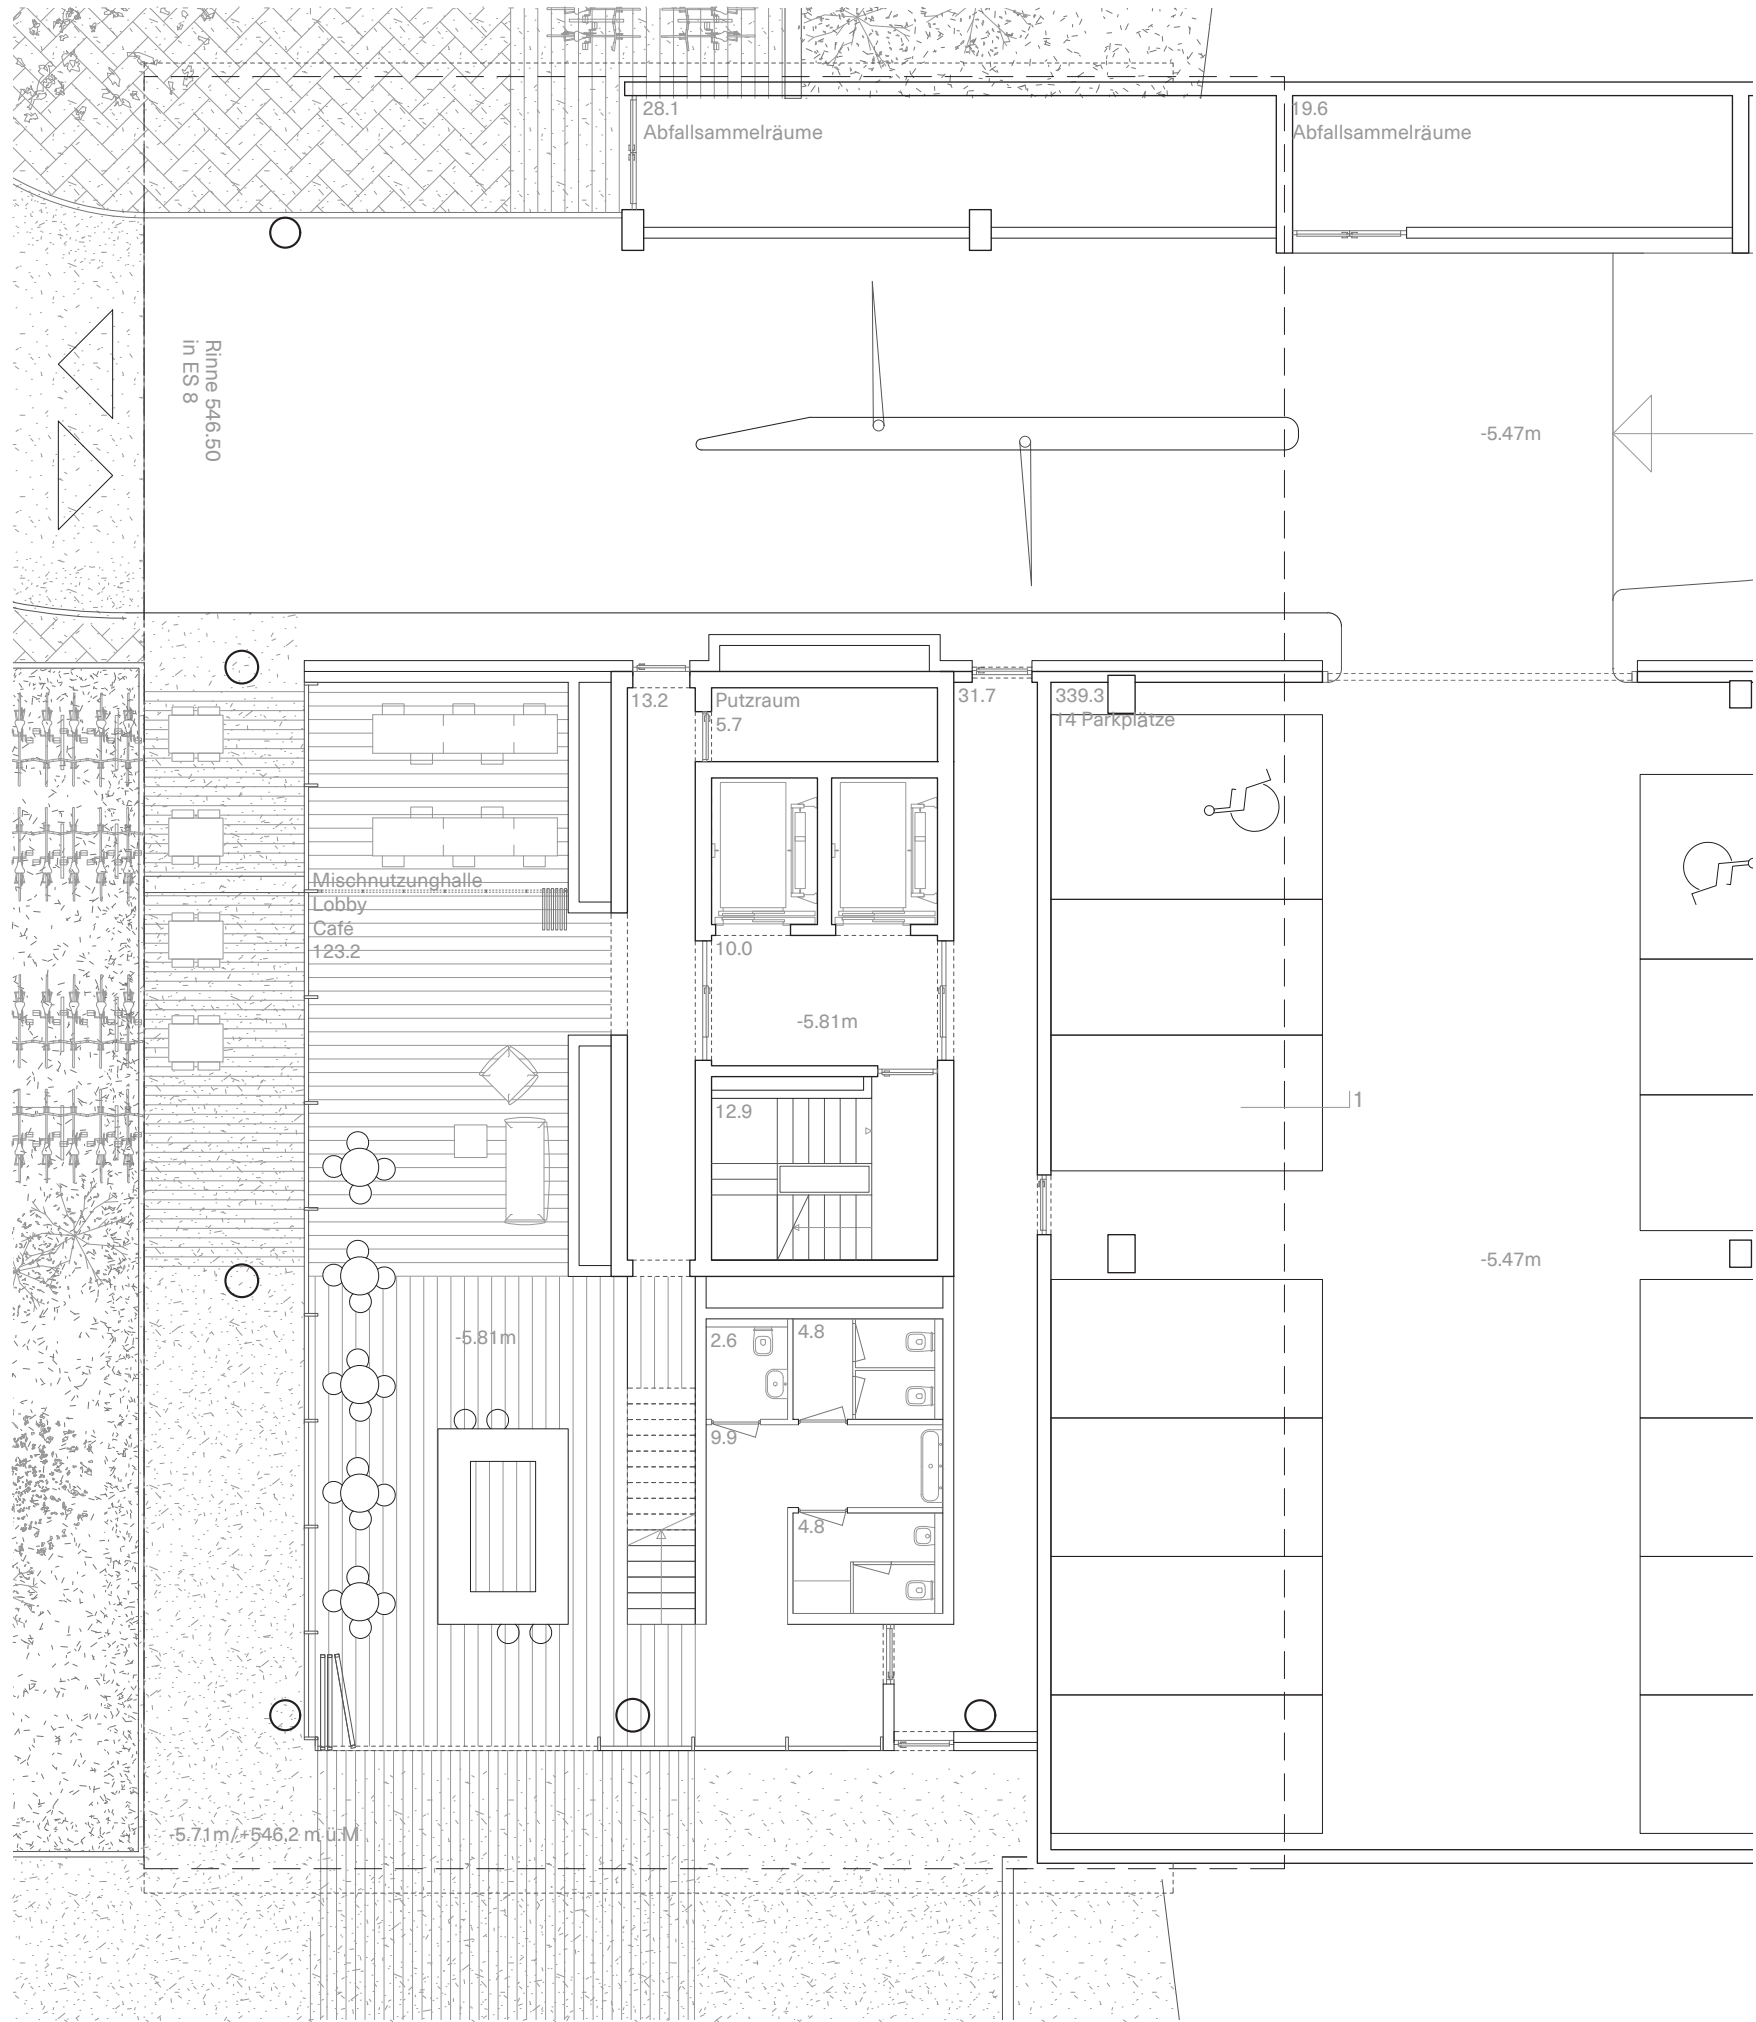 28.1
Abfallsammelräume
19.6
Abfallsammelräume
Rinne 546.50
in ES 8
-5.47m
13.2
Putzraum
5.7
31.7
339.3
14 Parkplätze
Mischnutzunghalle
Lobby
Café
123.2
10.0
-5.81m
12.9
1
-5.47m
-5.81m
2.6
4.8
9.9
4.8
-5.71m/+546.2 m ü.M